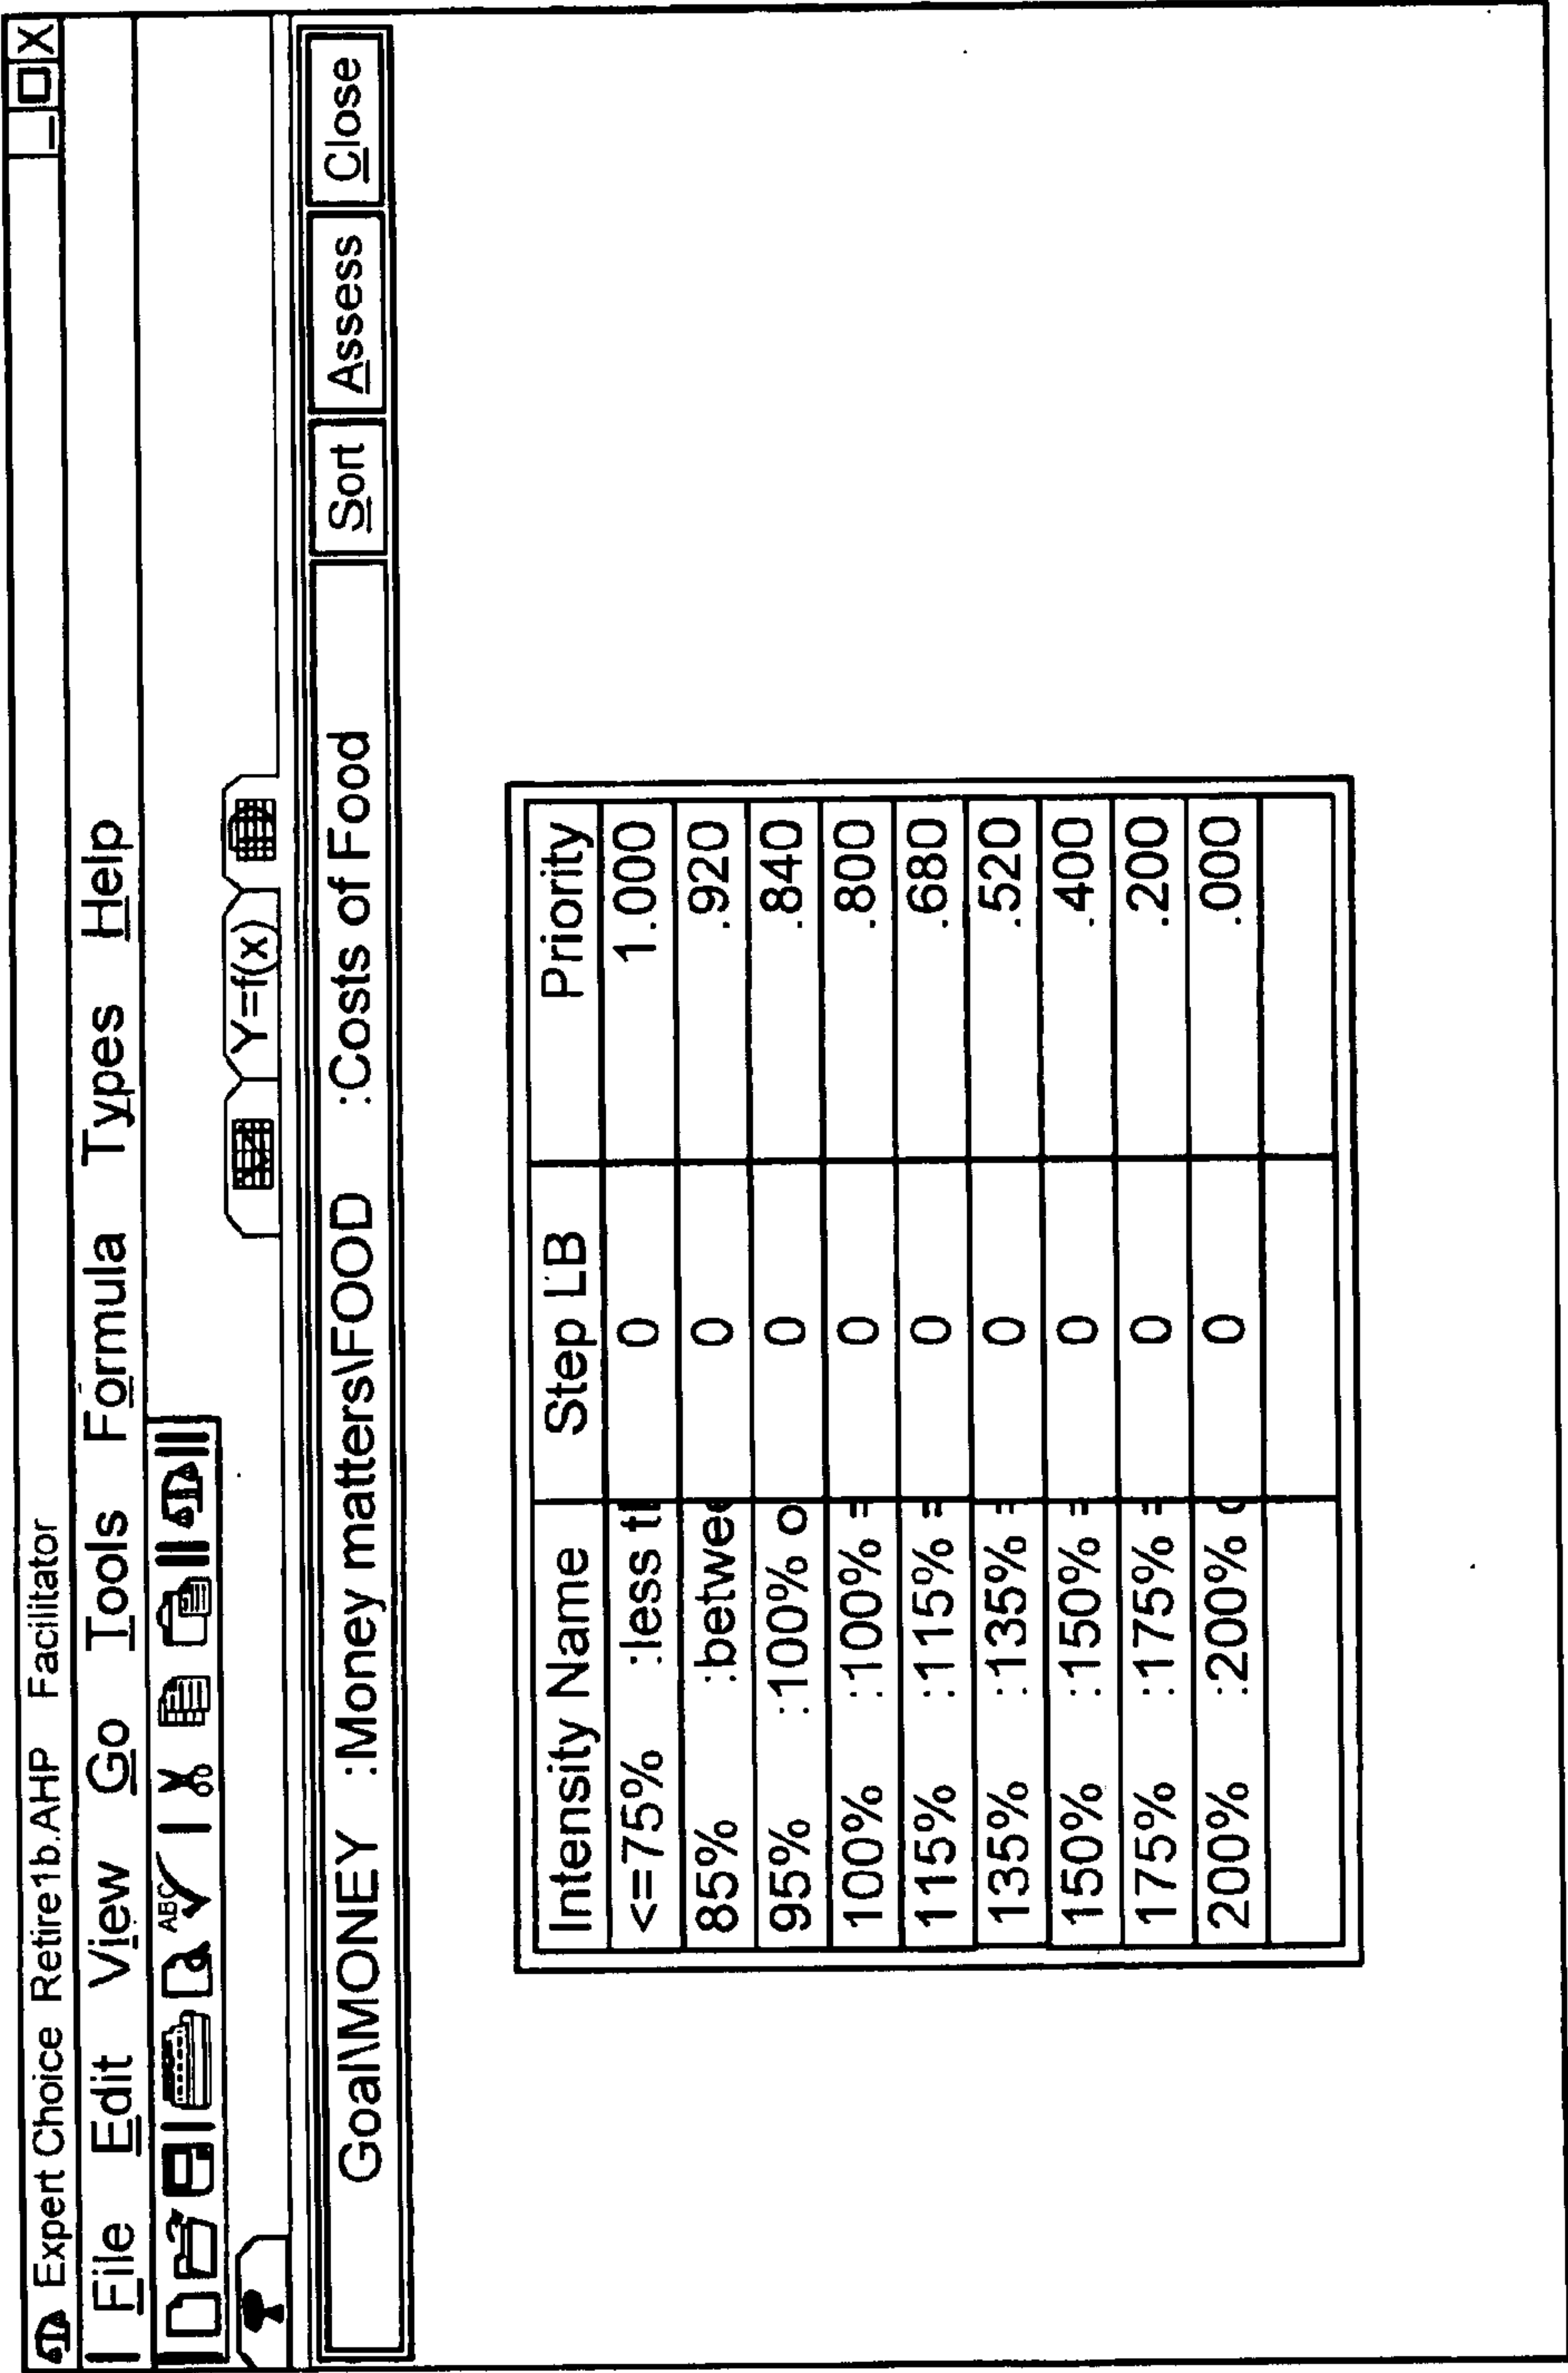 Expert Choice Retire1b.AHP Facilitator
_ X
File Edit View Go Tools Formula Types Help
ABC
Y=f(x)
Goal\MONEY :Money matters\FOOD :Costs of Food Sort Assess Close
Intensity Name Step LB Priority
<=75% :less 0 1.000
85% :betwee 0 .920
95% :100% o 0 .840
100% ::100% = 0 .800
115% ::115% = 0 .680
135% ::135% = 0 .520
150% ::150% = 0 .400
175% ::175% = 0 .200
200% :200% 0 .000